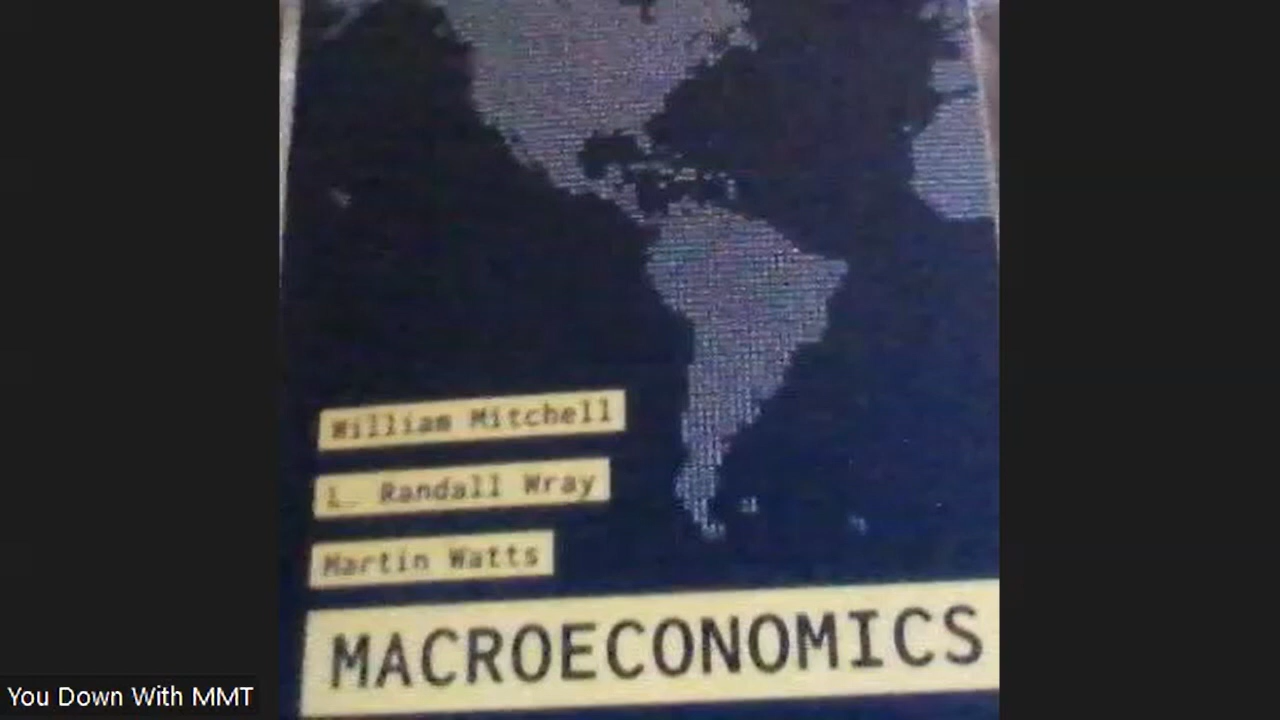 William Mitchell
L. Randall Wray
Martin Watts
MACROECONOMICS
You Down With MMT